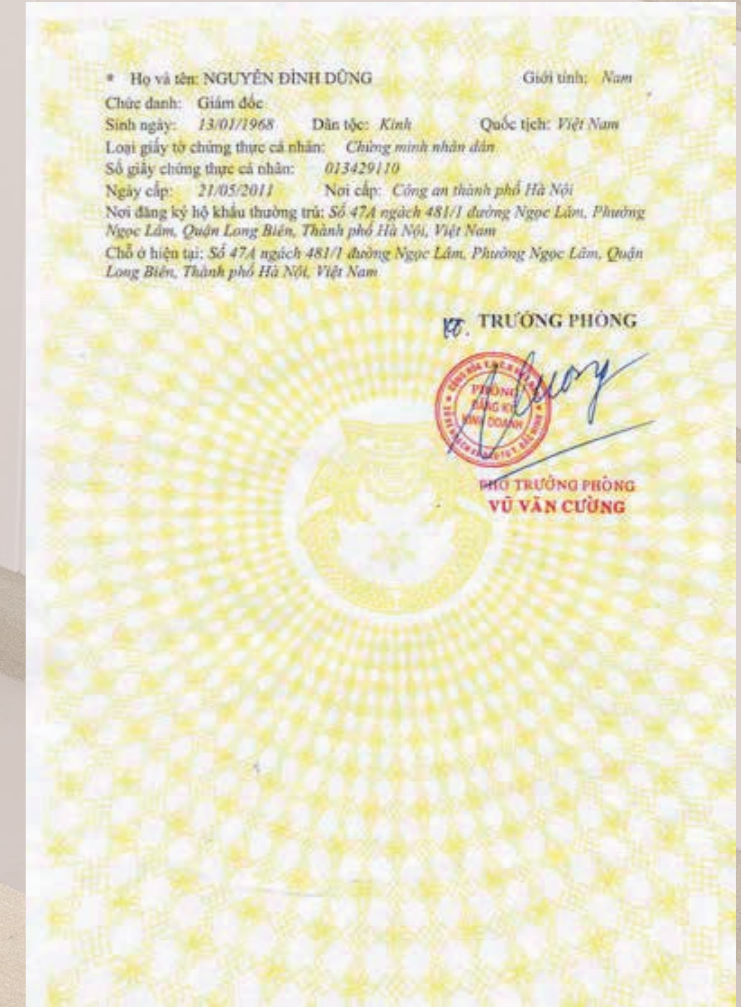 * Họ và tên: NGUYỄN ĐÌNH DŨNG Giới tính: Nam
Chức danh: Giám đốc
Sinh ngày: 13/01/1968 Dân tộc: Kinh Quốc tịch: Việt Nam
Loại giấy tờ chứng thực cá nhân: Chứng minh nhân dân
Số giấy chứng thực cá nhân: 013429110
Ngày cấp: 21/05/2011 Nơi cấp: Công an thành phố Hà Nội
Nơi đăng ký hộ khẩu thường trú: Số 47A ngách 481/1 đường Ngọc Lâm, Phường
Ngọc Lâm, Quận Long Biên, Thành phố Hà Nội, Việt Nam
Chỗ ở hiện tại: Số 47A ngách 481/1 đường Ngọc Lâm, Phường Ngọc Lâm, Quận
Long Biên, Thành phố Hà Nội, Việt Nam
KT. TRƯỞNG PHÒNG
PHÒNG
ĐĂNG KÝ
KINH DOANH
PHÓ TRƯỞNG PHÒNG
VŨ VĂN CƯỜNG